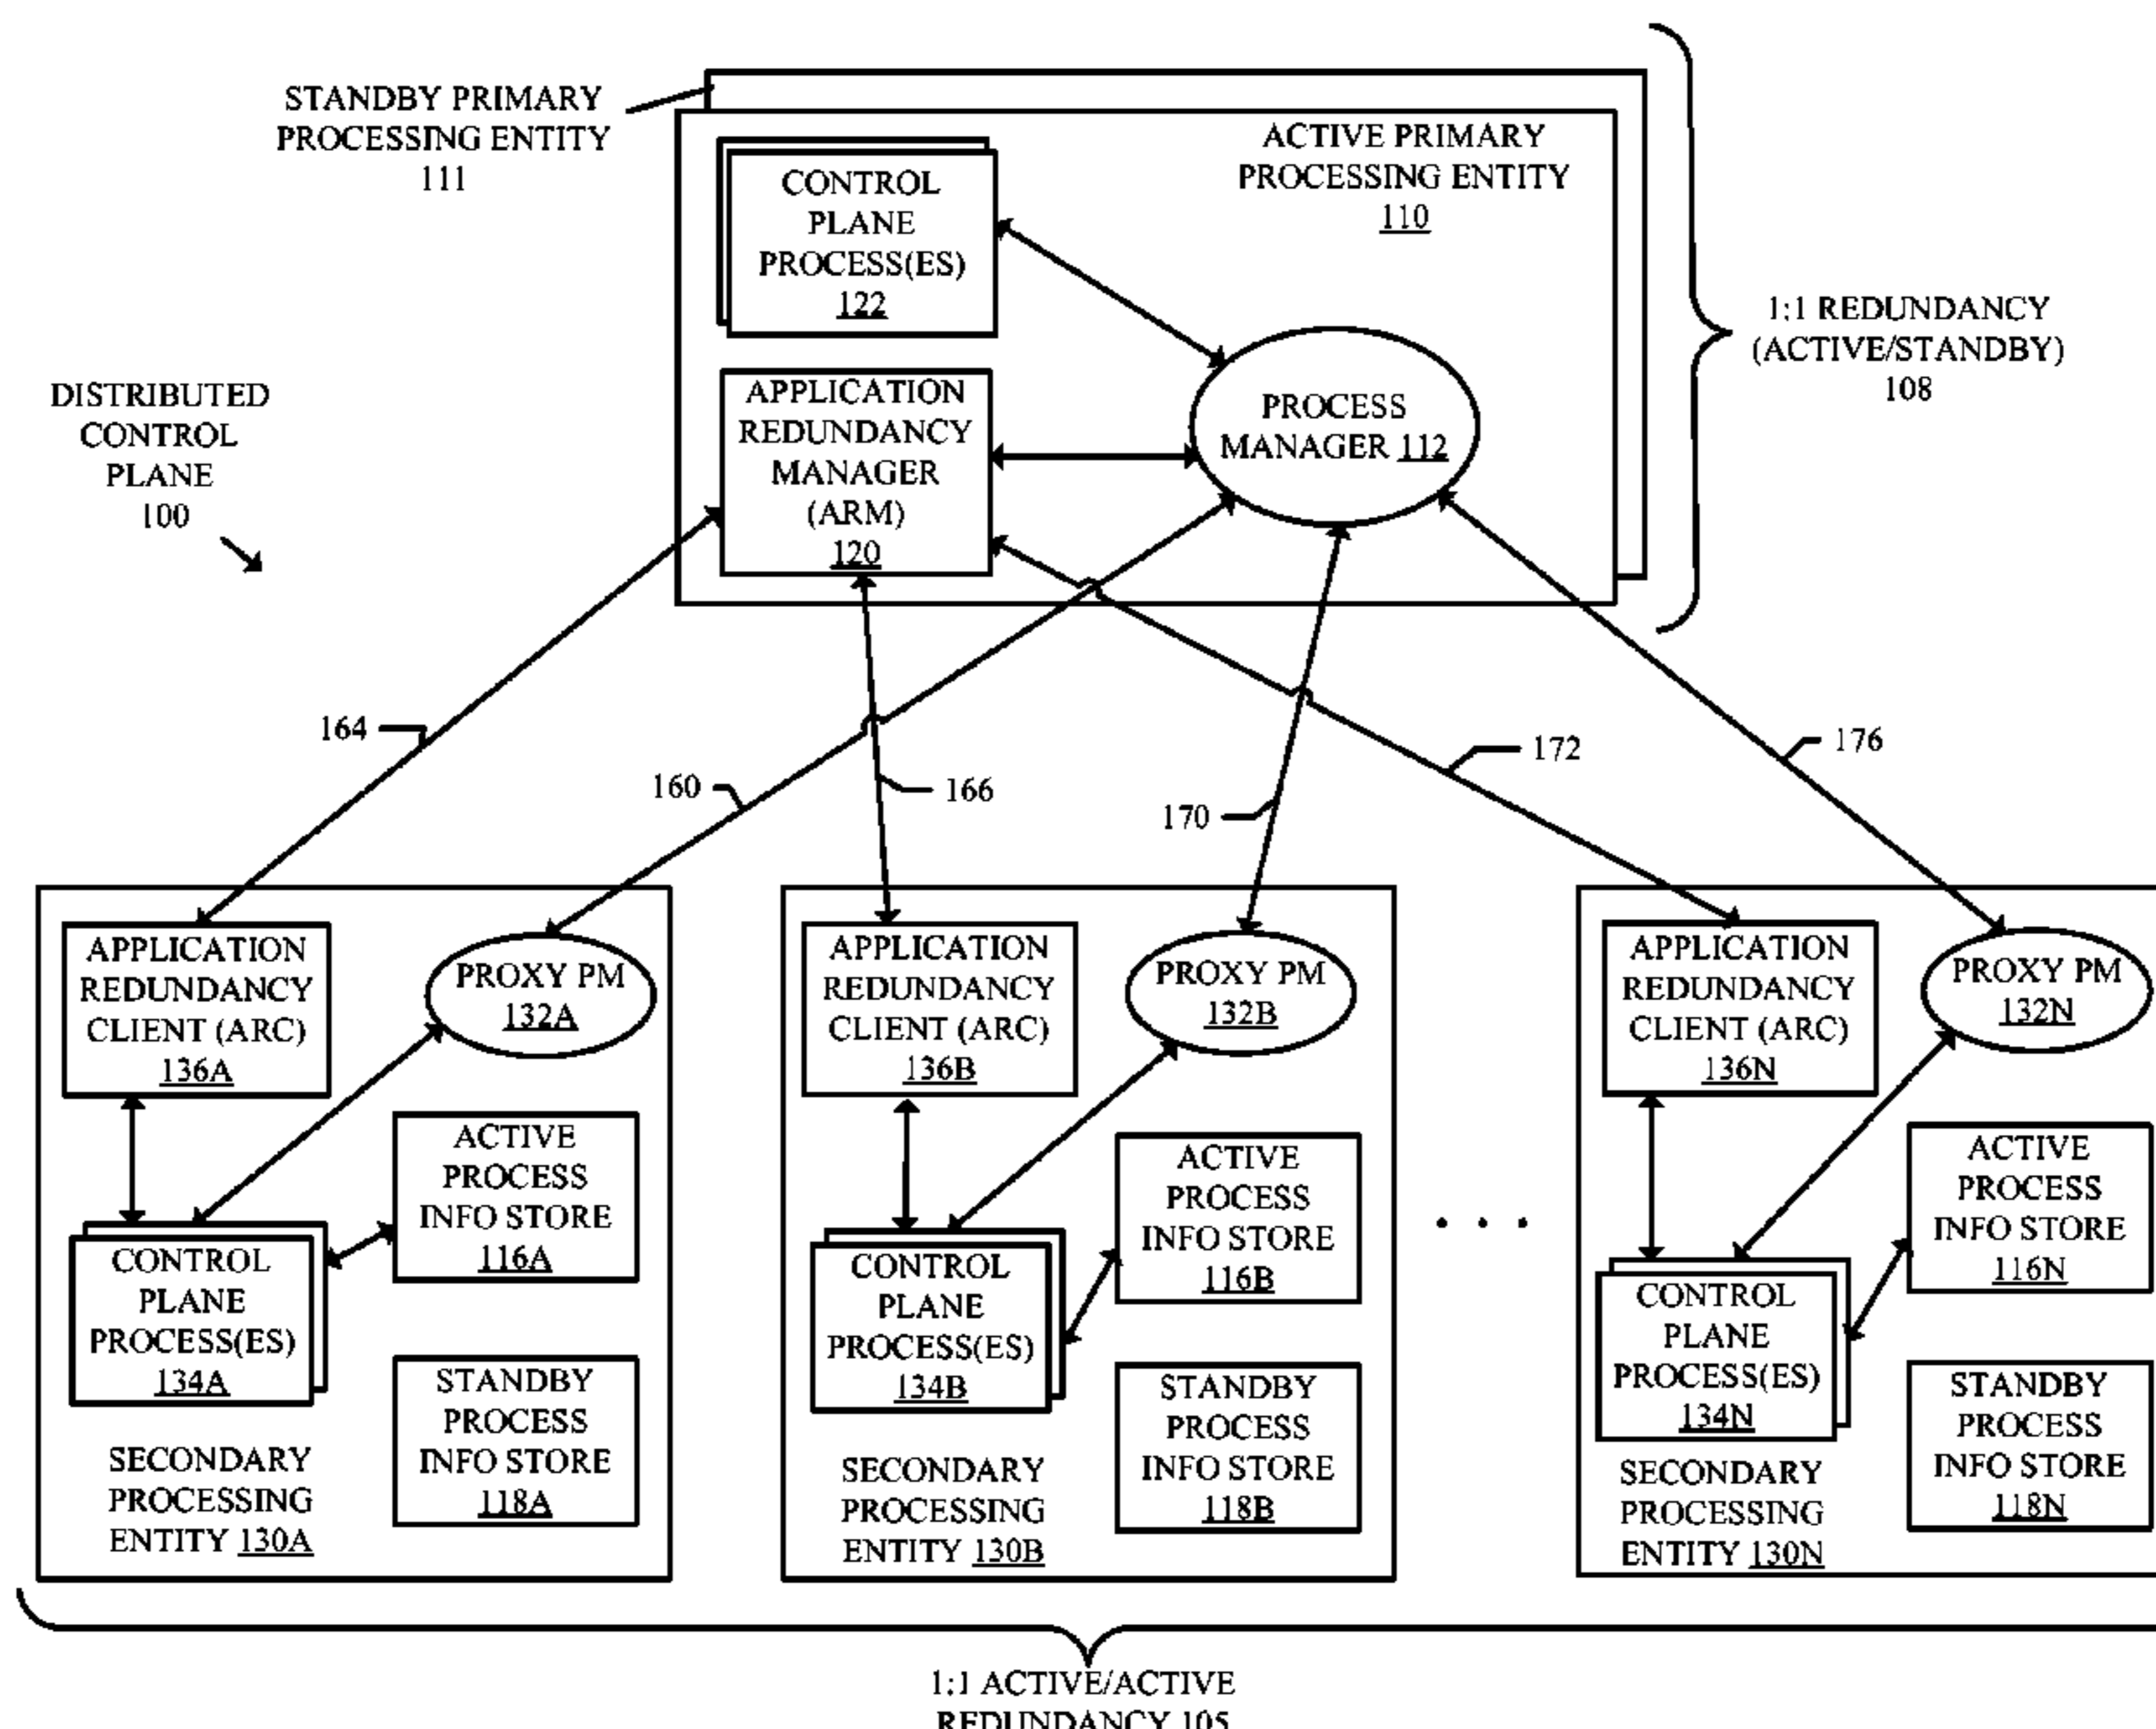 STANDBY PRIMARY
PROCESSING ENTITY
111
ACTIVE PRIMARY
PROCESSING ENTITY
110
CONTROL
PLANE
PROCESS(ES)
122
1:1 REDUNDANCY
(ACTIVE/STANDBY)
108
DISTRIBUTED
CONTROL
PLANE
100
APPLICATION
REDUNDANCY
MANAGER
(ARM)
120
PROCESS
MANAGER 112
164
160
166
170
172
176
APPLICATION
REDUNDANCY
CLIENT (ARC)
136A
PROXY PM
132A
ACTIVE
PROCESS
INFO STORE
116A
CONTROL
PLANE
PROCESS(ES)
134A
STANDBY
PROCESS
INFO STORE
118A
SECONDARY
PROCESSING
ENTITY 130A
APPLICATION
REDUNDANCY
CLIENT (ARC)
136B
PROXY PM
132B
ACTIVE
PROCESS
INFO STORE
116B
CONTROL
PLANE
PROCESS(ES)
134B
STANDBY
PROCESS
INFO STORE
118B
SECONDARY
PROCESSING
ENTITY 130B
. . .
APPLICATION
REDUNDANCY
CLIENT (ARC)
136N
PROXY PM
132N
ACTIVE
PROCESS
INFO STORE
116N
CONTROL
PLANE
PROCESS(ES)
134N
STANDBY
PROCESS
INFO STORE
118N
SECONDARY
PROCESSING
ENTITY 130N
1:1 ACTIVE/ACTIVE
REDUNDANCY 105